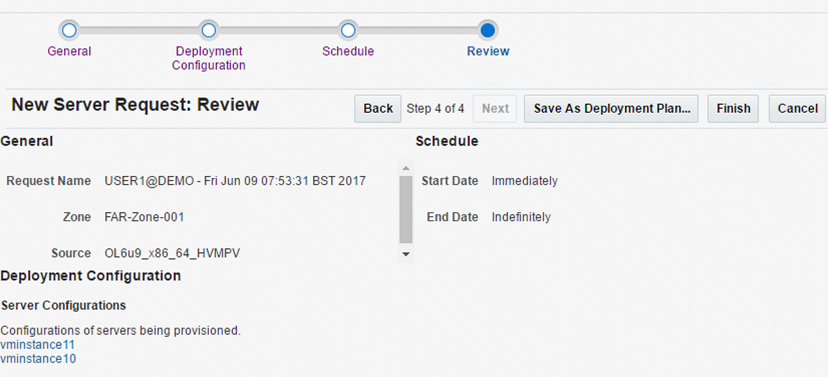 General
Deployment
Configuration
Schedule
Review
New Server Request: Review
Back
Step 4 of 4
Next
Save As Deployment Plan...
Finish
Cancel
General
Request Name USER1@DEMO - Fri Jun 09 07:53:31 BST 2017
Zone FAR-Zone-001
Source OL6u9_x86_64_HVMPV
Schedule
Start Date Immediately
End Date Indefinitely
Deployment Configuration
Server Configurations
Configurations of servers being provisioned.
vminstance11
vminstance10